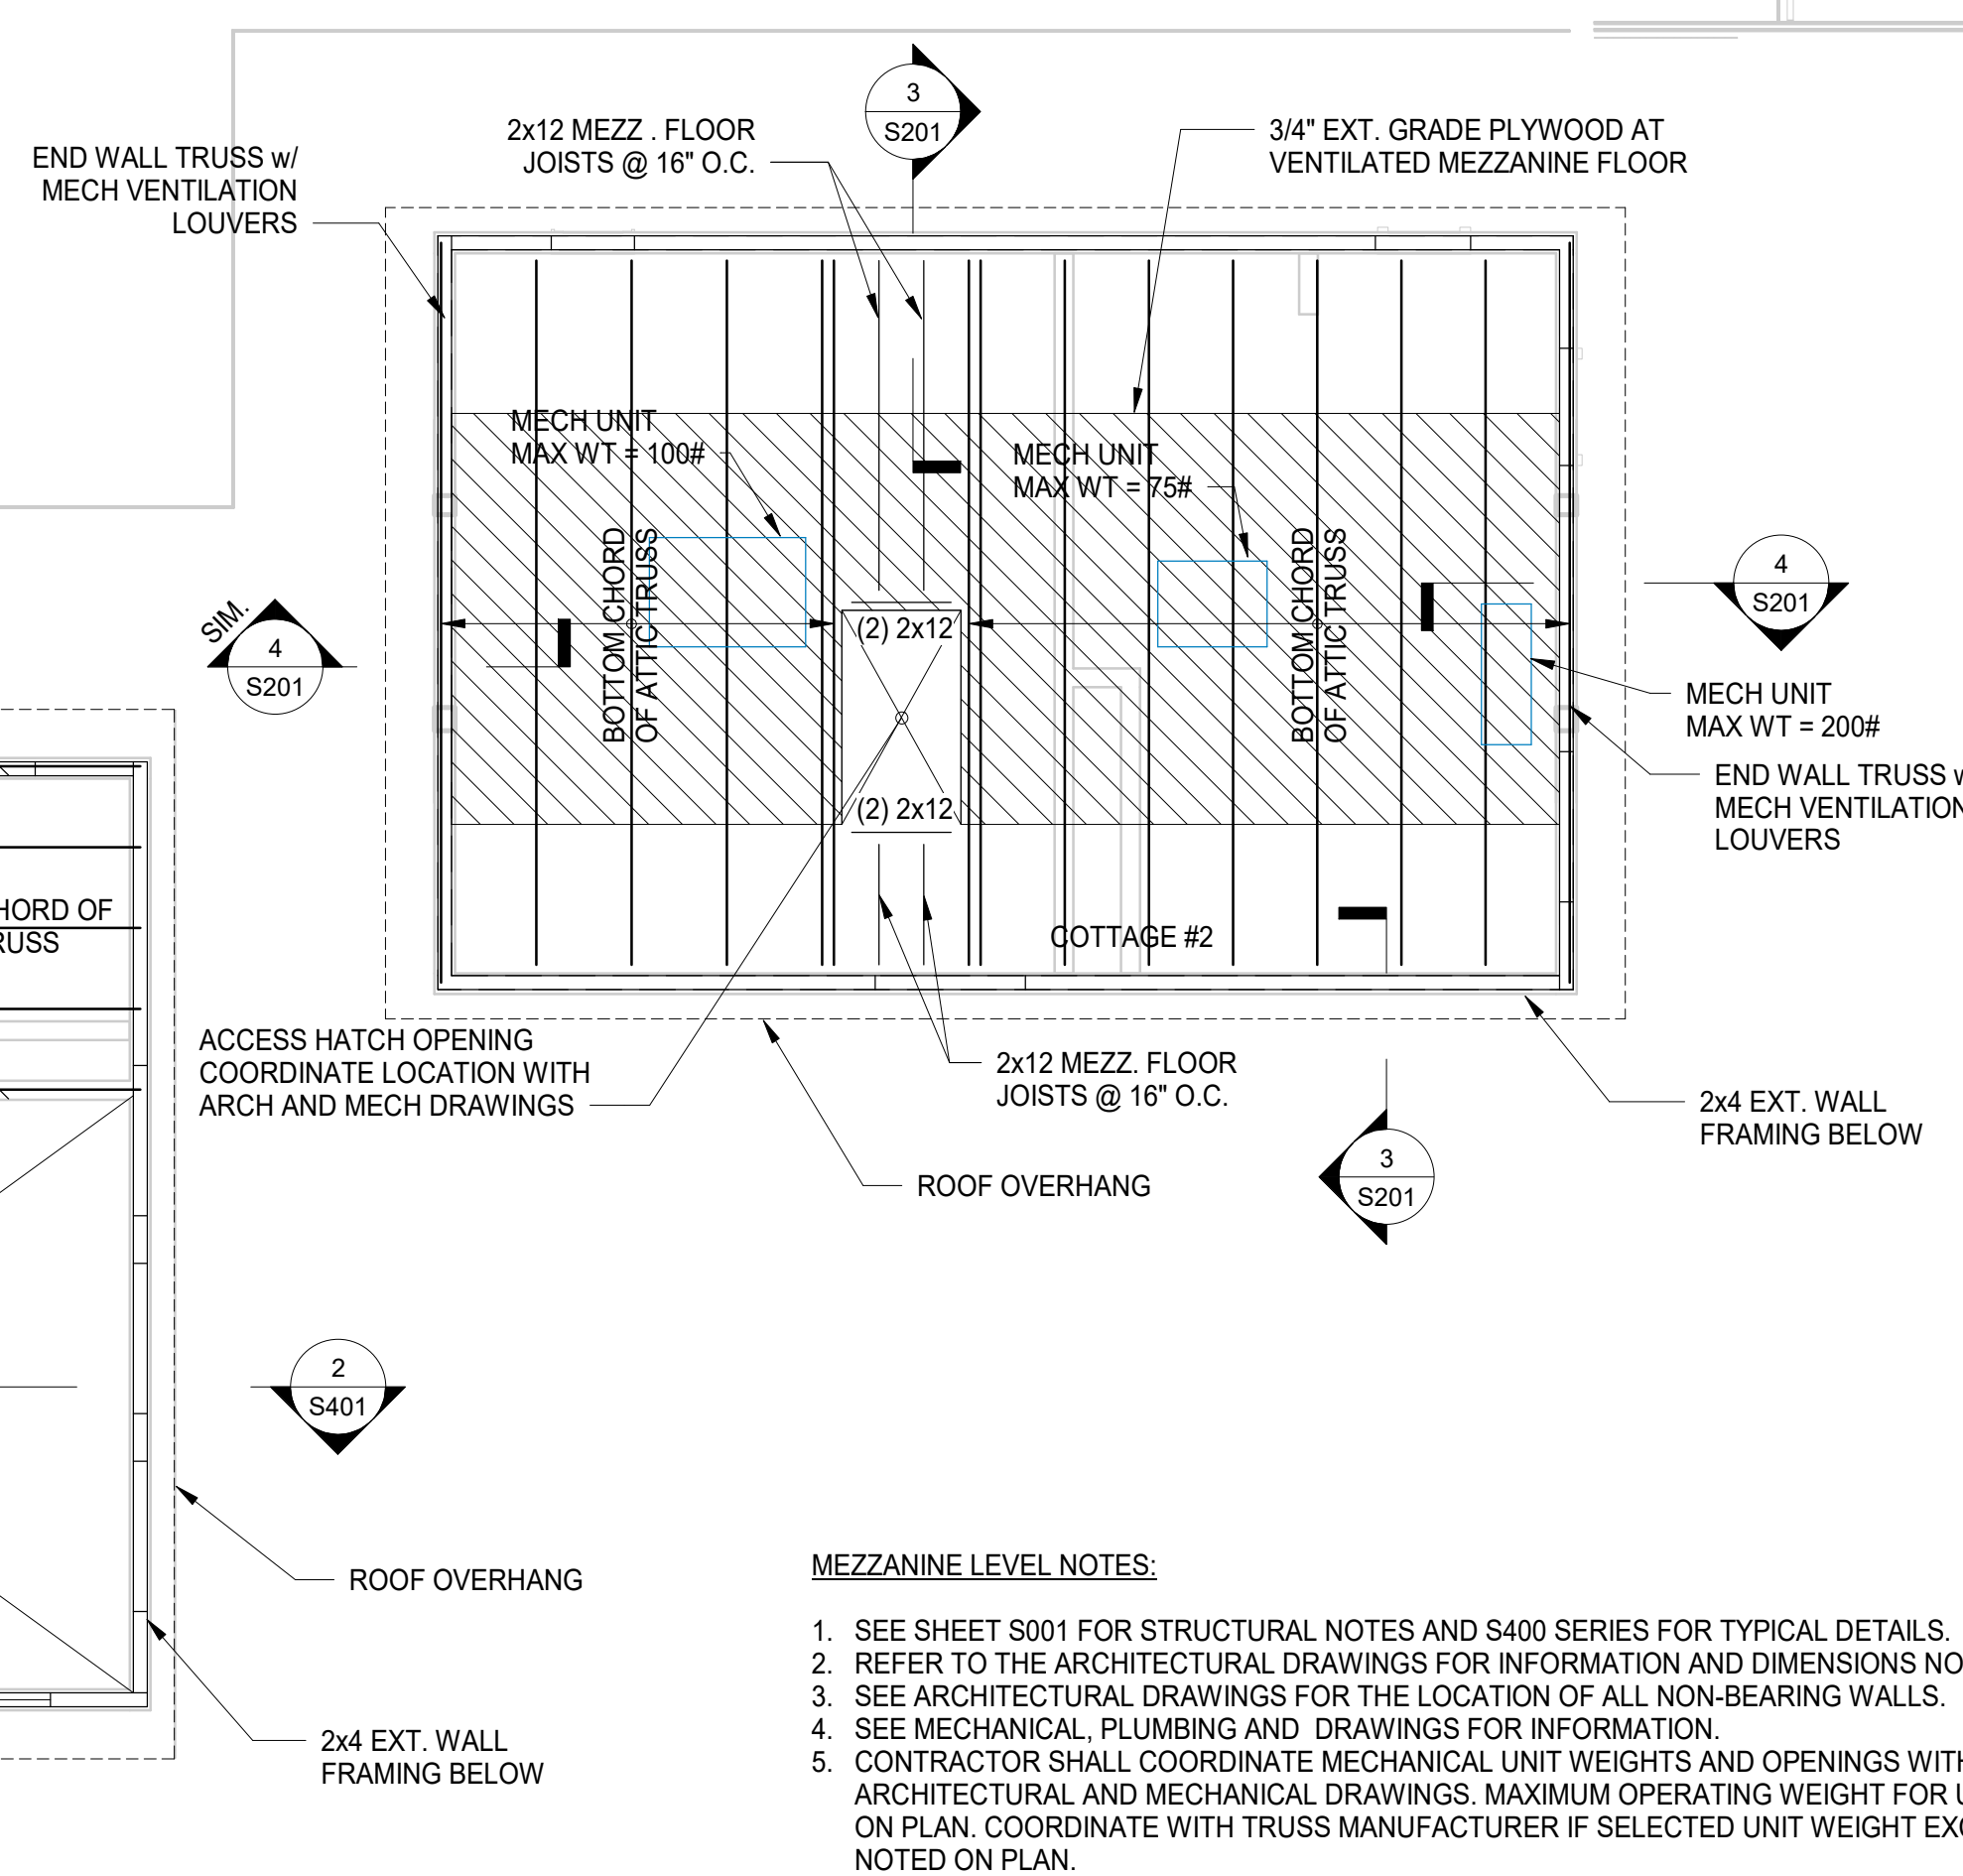 3
S201
2x12 MEZZ . FLOOR
JOISTS @ 16" O.C.
3/4" EXT. GRADE PLYWOOD AT
VENTILATED MEZZANINE FLOOR
END WALL TRUSS w/
MECH VENTILATION
LOUVERS
MECH UNIT
MAX WT = 100#
MECH UNIT
MAX WT = 75#
BOTTOM CHORD
OF ATTIC TRUSS
BOTTOM CHORD
OF ATTIC TRUSS
4
S201
SIM.
4
S201
(2) 2x12
(2) 2x12
MECH UNIT
MAX WT = 200#
END WALL TRUSS w
MECH VENTILATION
LOUVERS
HORD OF
RUSS
COTTAGE #2
ACCESS HATCH OPENING
COORDINATE LOCATION WITH
ARCH AND MECH DRAWINGS
2x12 MEZZ. FLOOR
JOISTS @ 16" O.C.
2x4 EXT. WALL
FRAMING BELOW
ROOF OVERHANG
3
S201
2
S401
ROOF OVERHANG
2x4 EXT. WALL
FRAMING BELOW
MEZZANINE LEVEL NOTES:
1. SEE SHEET S001 FOR STRUCTURAL NOTES AND S400 SERIES FOR TYPICAL DETAILS.
2. REFER TO THE ARCHITECTURAL DRAWINGS FOR INFORMATION AND DIMENSIONS NO
3. SEE ARCHITECTURAL DRAWINGS FOR THE LOCATION OF ALL NON-BEARING WALLS.
4. SEE MECHANICAL, PLUMBING AND DRAWINGS FOR INFORMATION.
5. CONTRACTOR SHALL COORDINATE MECHANICAL UNIT WEIGHTS AND OPENINGS WITH
ARCHITECTURAL AND MECHANICAL DRAWINGS. MAXIMUM OPERATING WEIGHT FOR U
ON PLAN. COORDINATE WITH TRUSS MANUFACTURER IF SELECTED UNIT WEIGHT EXC
NOTED ON PLAN.